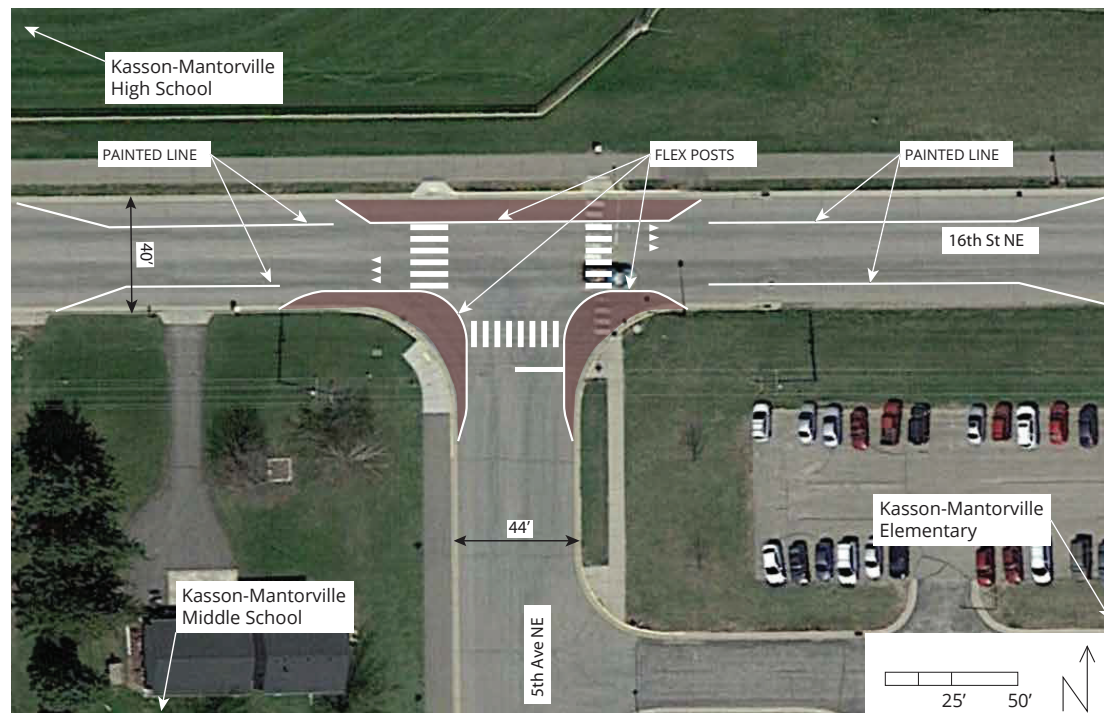 Kasson-Mantorville
High School
PAINTED LINE
FLEX POSTS
PAINTED LINE
16th St NE
40’
44’
5th Ave NE
Kasson-Mantorville
Elementary
Kasson-Mantorville
Middle School
25’ 50’
N